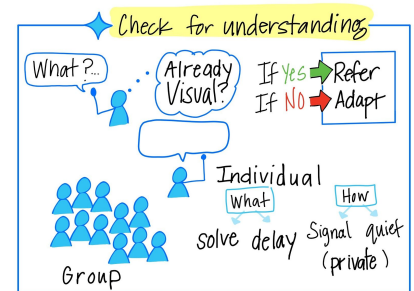 Check for understanding
What?...
Already
Visual?
If Yes Refer
If NO Adapt
Individual
What
How
solve delay
Signal quiet
(private)
Group